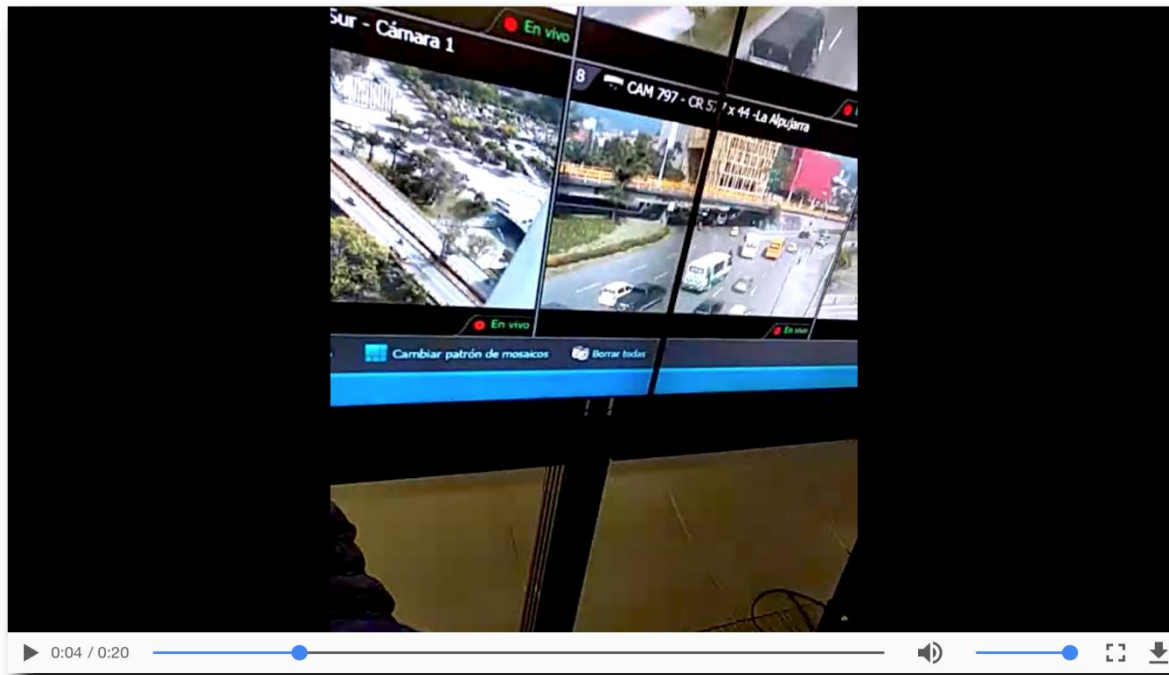 Sur - Cámara 1
En vivo
8 CAM 797 - CR 57 x 44 -La Alpujarra
En vivo
En vivo
Cambiar patrón de mosaicos
Borrar todas
0:04 / 0:20